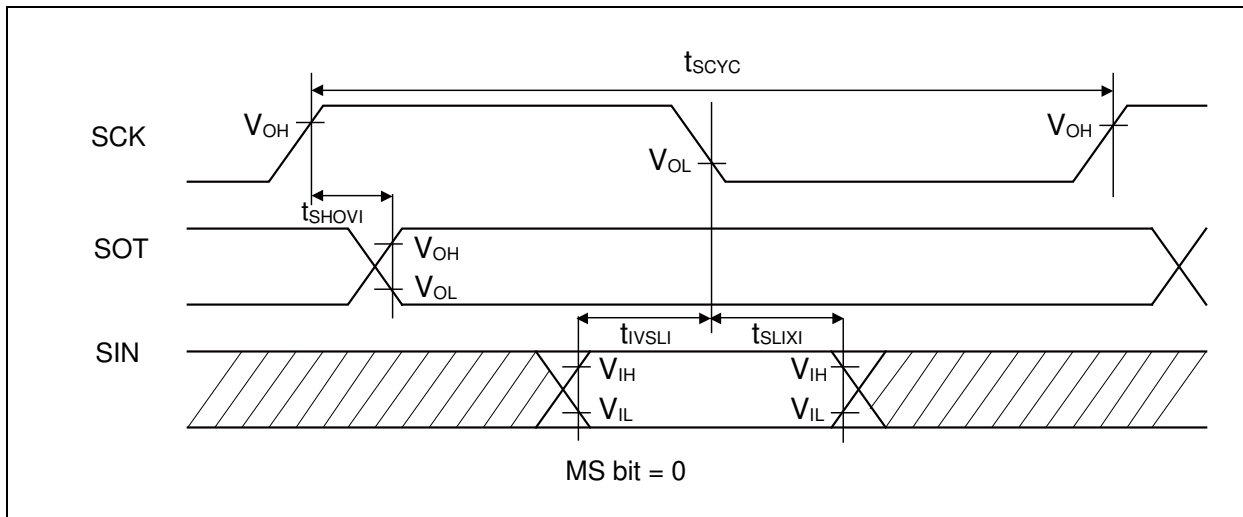 tSCYC
SCK
VOH
VOL
VOH
tSHOVI
SOT
VOH
VOL
SIN
tIVSLI
tSLIXI
VIH
VIH
VIL
VIL
MS bit = 0